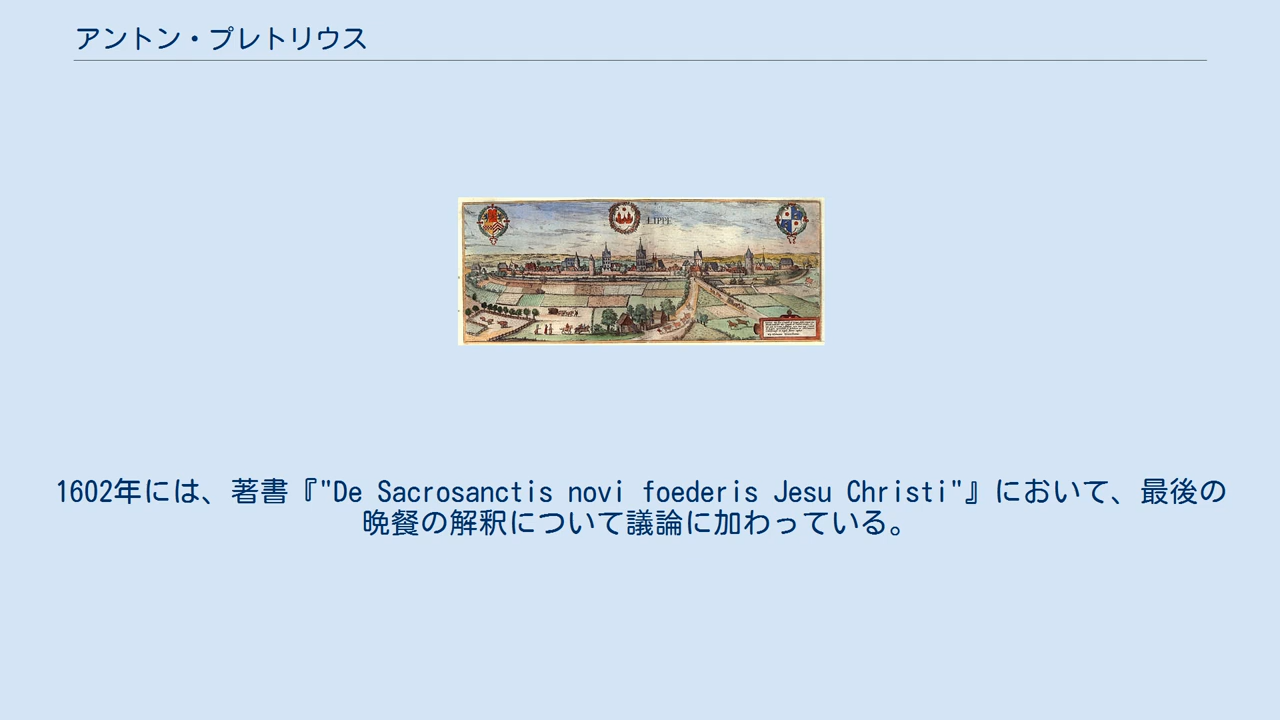 アントン・プレトリウス
LIPPE
1602年には、著書『"De Sacrosanctis novi foederis Jesu Christi"』において、最後の
晩餐の解釈について議論に加わっている。